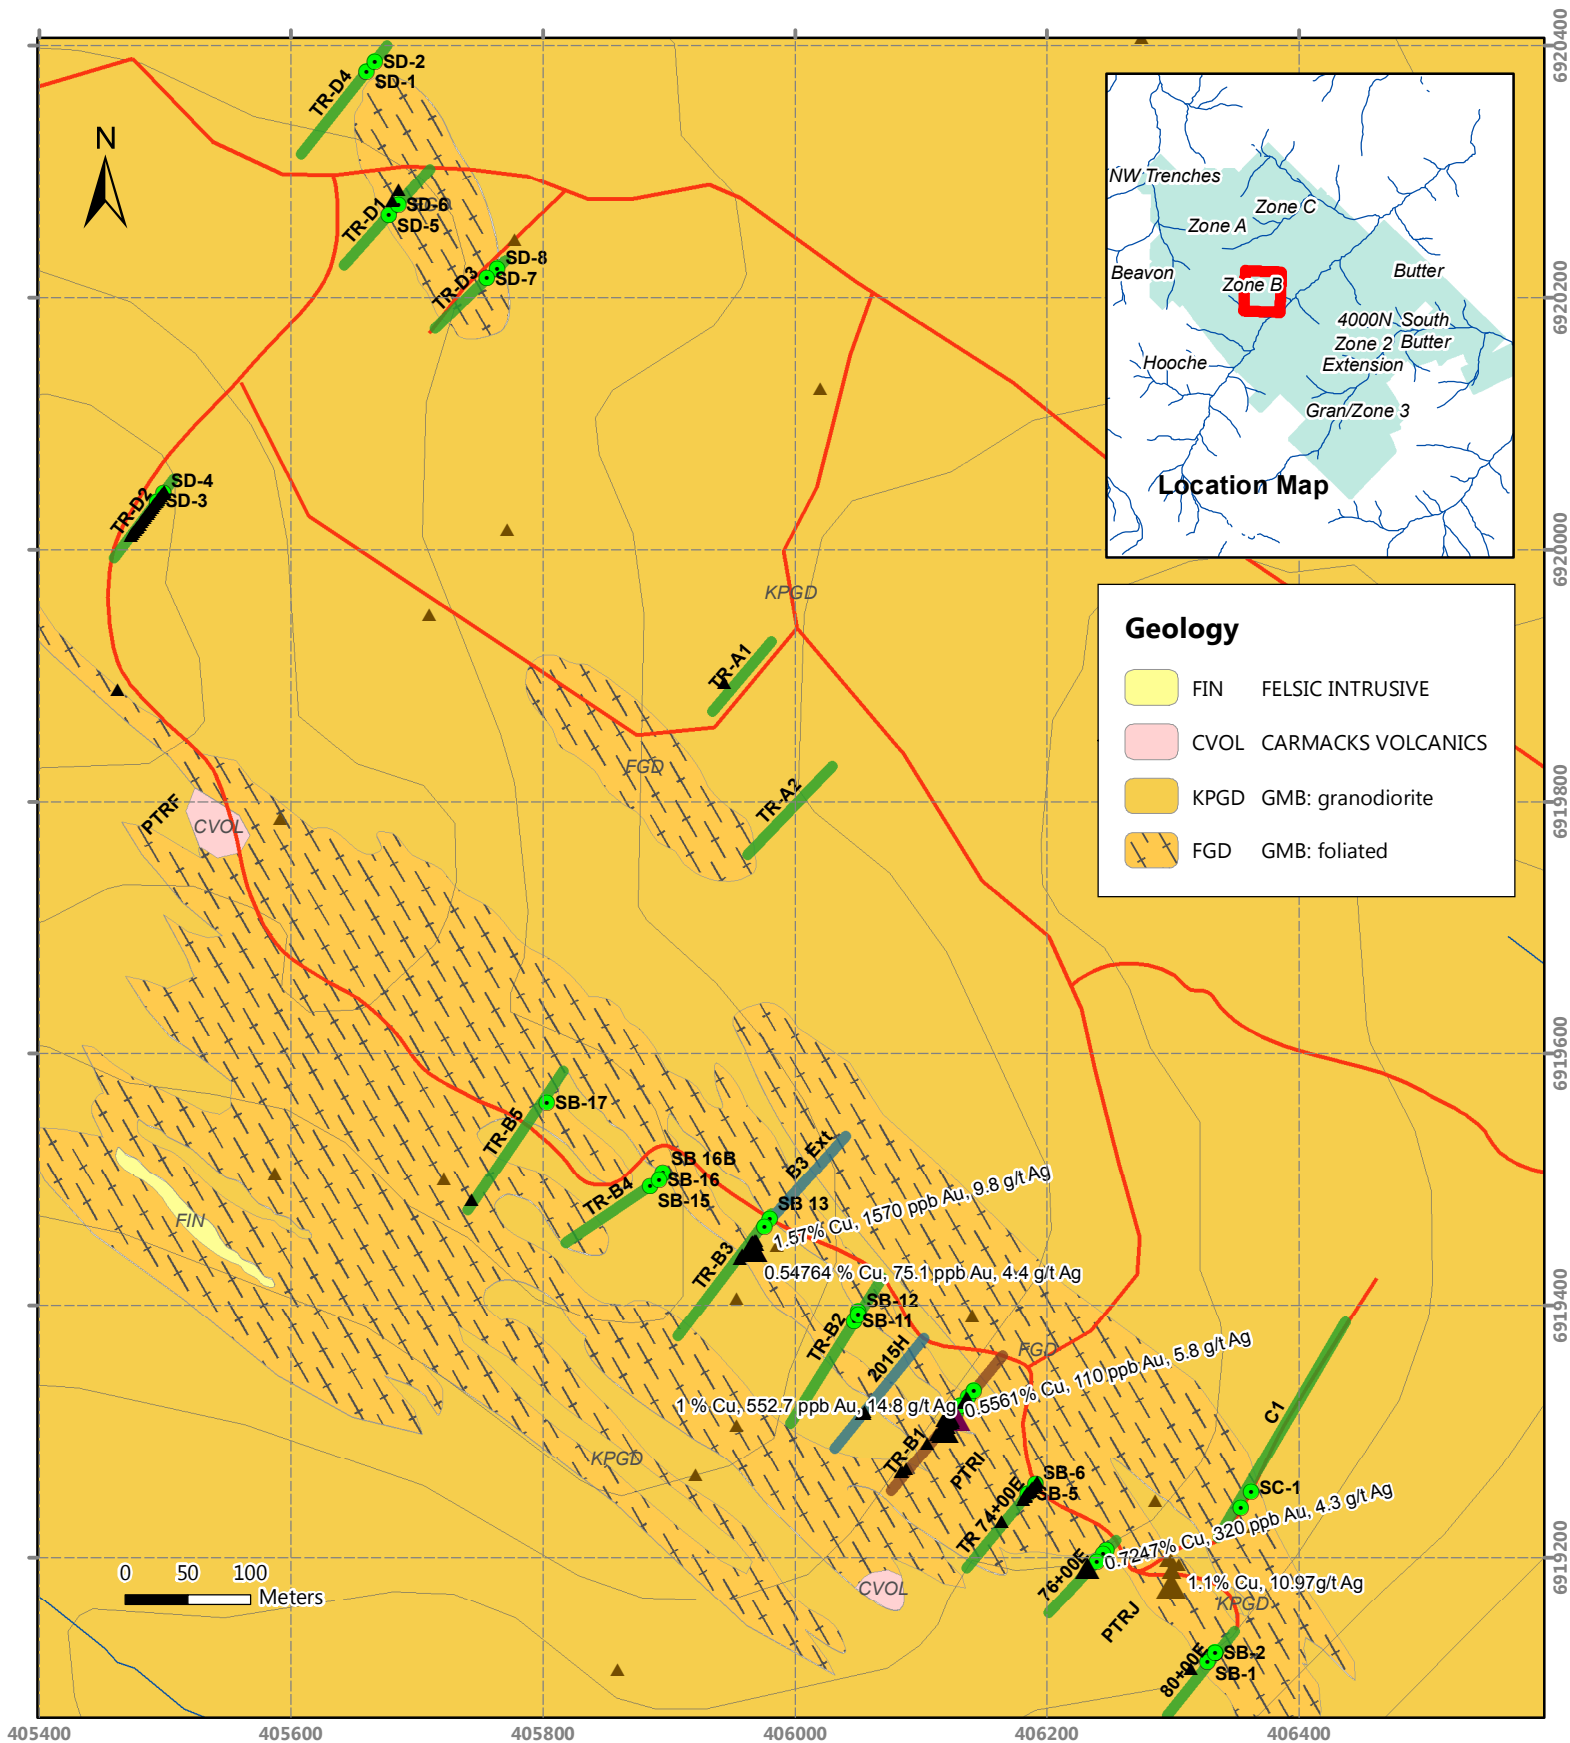 SD-2
SD-1
TR-D4
6920400
N
NW Trenches
Zone C
Zone A
Beavon
Zone B
Butter
4000N
Zone 2
Extension
South
Butter
Hooche
Gran/Zone 3
Location Map
TR-D1
SD-6
SD-5
SD-8
SD-7
TR-D3
6920200
SD-4
SD-3
TR-D2
6920000
KPGD
TR-A1
Geology
FIN FELSIC INTRUSIVE
CVOL CARMACKS VOLCANICS
KPGD GMB: granodiorite
FGD GMB: foliated
FGD
TR-A2
6919800
PTRF
CVOL
6919600
SB-17
TR-B5
SB 16B
SB-16
SB-15
TR-B4
B3 Ext
SB 13
1.57% Cu, 1570 ppb Au, 9.8 g/t Ag
FIN
TR-B3
0.54764 % Cu, 75.1 ppb Au, 4.4 g/t Ag
6919400
SB-12
SB-11
TR-B2
2015H
FGD
0.5561% Cu, 110 ppb Au, 5.8 g/t Ag
1 % Cu, 552.7 ppb Au, 14.8 g/t Ag
C1
TR-B1
PTRI
KPGD
SB-6
SB-5
TR 74+00E
SC-1
0.7247% Cu, 320 ppb Au, 4.3 g/t Ag
6919200
76+00E
1.1% Cu, 10.97g/t Ag
CVOL
KPGD
PTRJ
0 50 100
Meters
80+00E
SB-2
SB-1
405400 405600 405800 406000 406200 406400